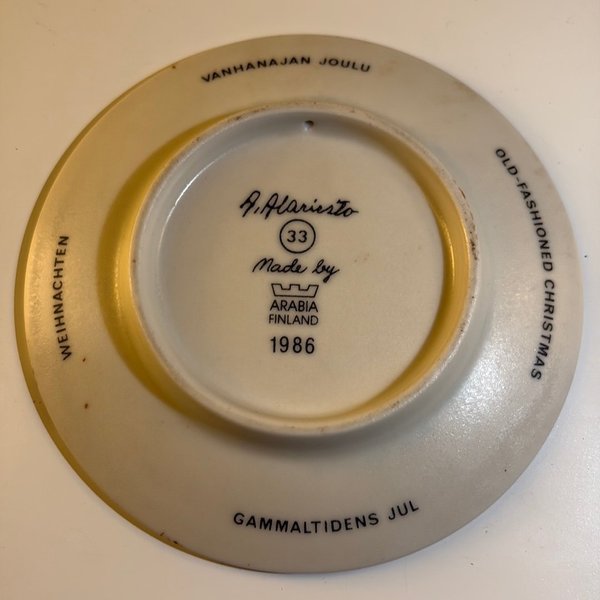 VANHANAJAN JOULU
OLD-FASHIONED CHRISTMAS
WEIHNACHTEN
A. Alariesto
33
Made by
ARABIA
FINLAND
1986
GAMMALTIDENS JUL